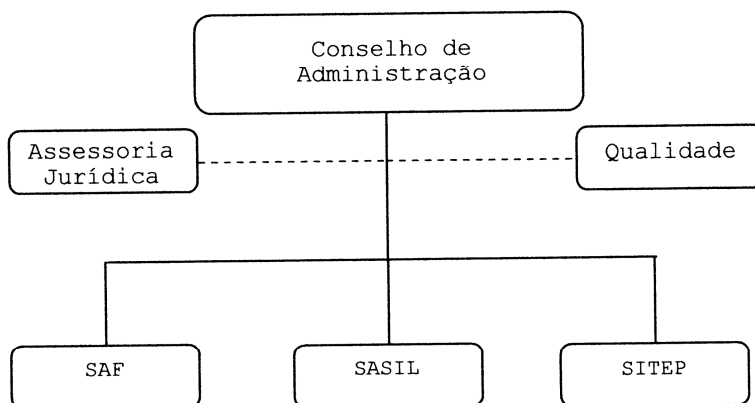 Conselho de
Administração
Assessoria
Jurídica
Qualidade
SAF
SASIL
SITEP